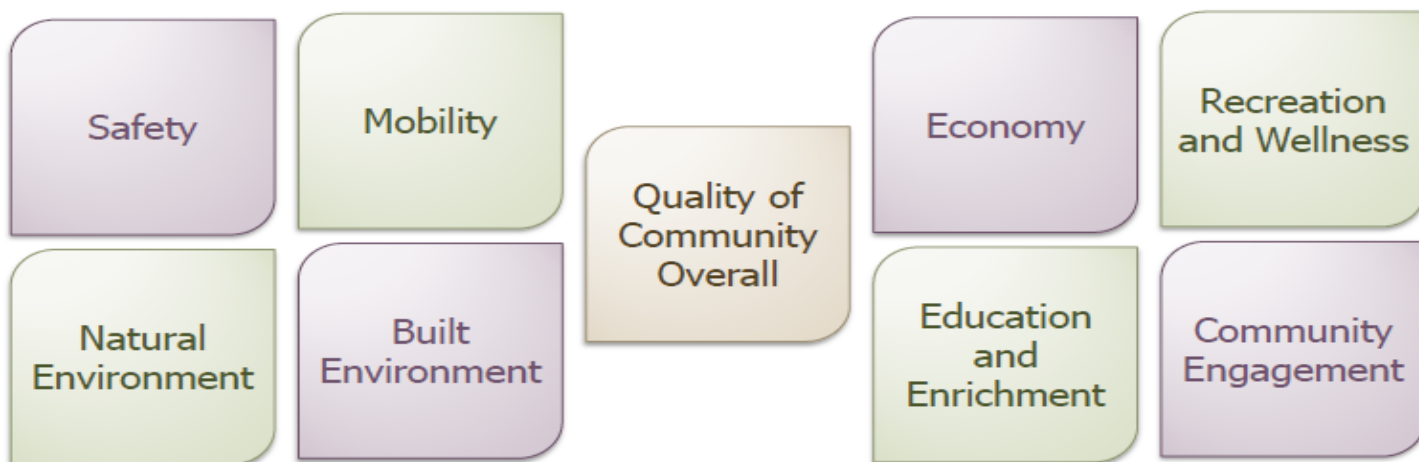 Safety
Mobility
Economy
Recreation
and Wellness
Quality of
Community
Overall
Natural
Environment
Built
Environment
Education
and
Enrichment
Community
Engagement